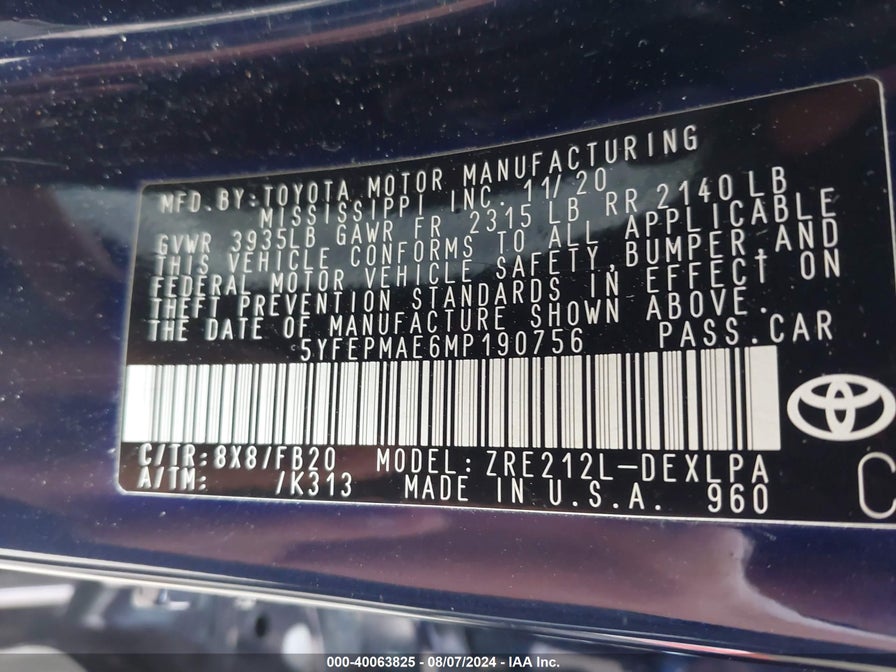 MFD.BY:TOYOTA MOTOR MANUFACTURING
MISSISSIPPI INC. 11/20
GVWR 3935LB GAWR FR 2315 LB RR 2140 LB
THIS VEHICLE CONFORMS TO ALL APPLICABLE
FEDERAL MOTOR VEHICLE SAFETY, BUMPER, AND
THEFT PREVENTION STANDARDS IN EFFECT ON
THE DATE OF MANUFACTURE SHOWN ABOVE.
5YFEPMAE6MP190756 PASS.CAR
C/TR:8X8/FB20 MODEL: ZRE212L-DEXLPA
A/TM: /K313 MADE IN U.S.A. 960
C
000-40063825 - 08/07/2024 - IAA Inc.